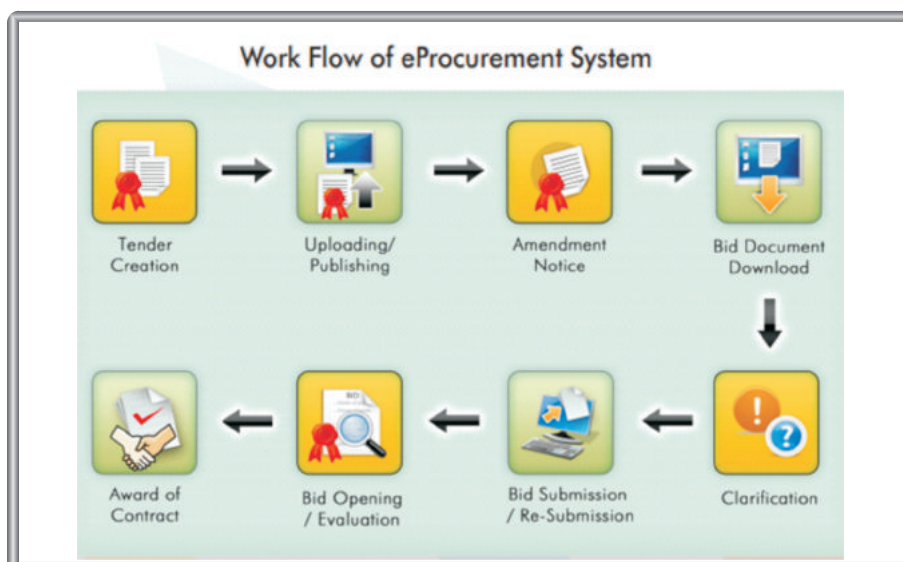 Work Flow of eProcurement System
Tender
Creation
Uploading/
Publishing
Amendment
Notice
Bid Document
Download
Clarification
Bid Submission
/ Re-Submission
BID
Bid Opening
/ Evaluation
Award of
Contract